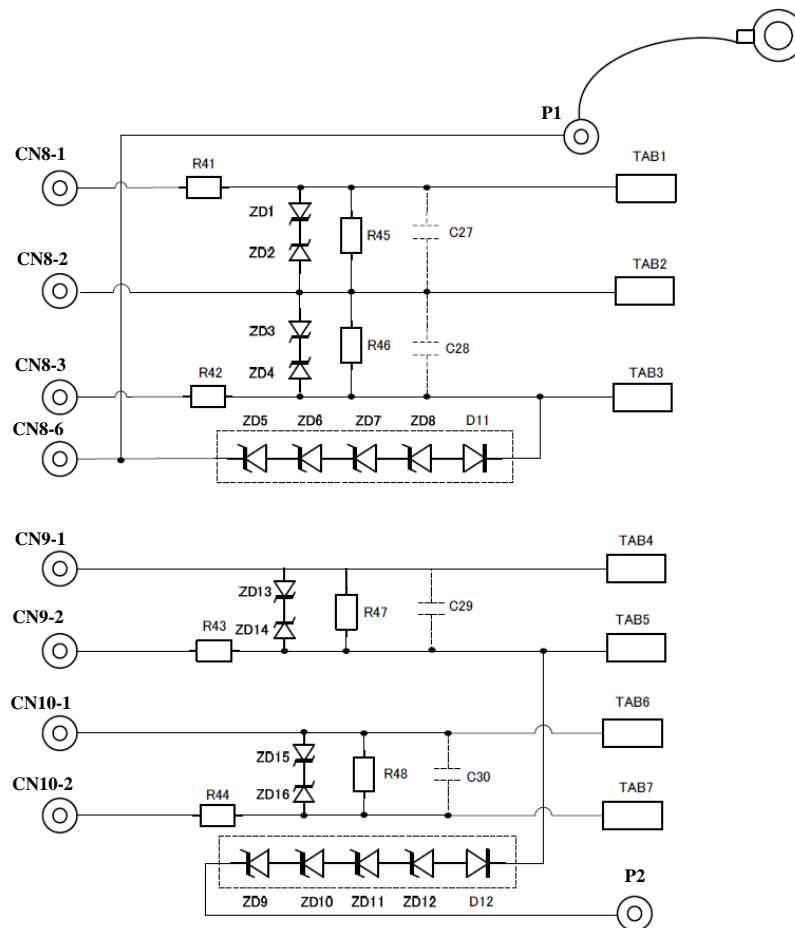 P1
CN8-1
R41
TAB1
ZD1
R45
C27
ZD2
CN8-2
TAB2
ZD3
R46
C28
CN8-3
R42
ZD4
TAB3
CN8-6
ZD5 ZD6 ZD7 ZD8 D11
CN9-1
TAB4
ZD13
R47
C29
CN9-2
R43
ZD14
TAB5
CN10-1
TAB6
ZD15
R48
C30
CN10-2
R44
ZD16
TAB7
P2
ZD9 ZD10 ZD11 ZD12 D12